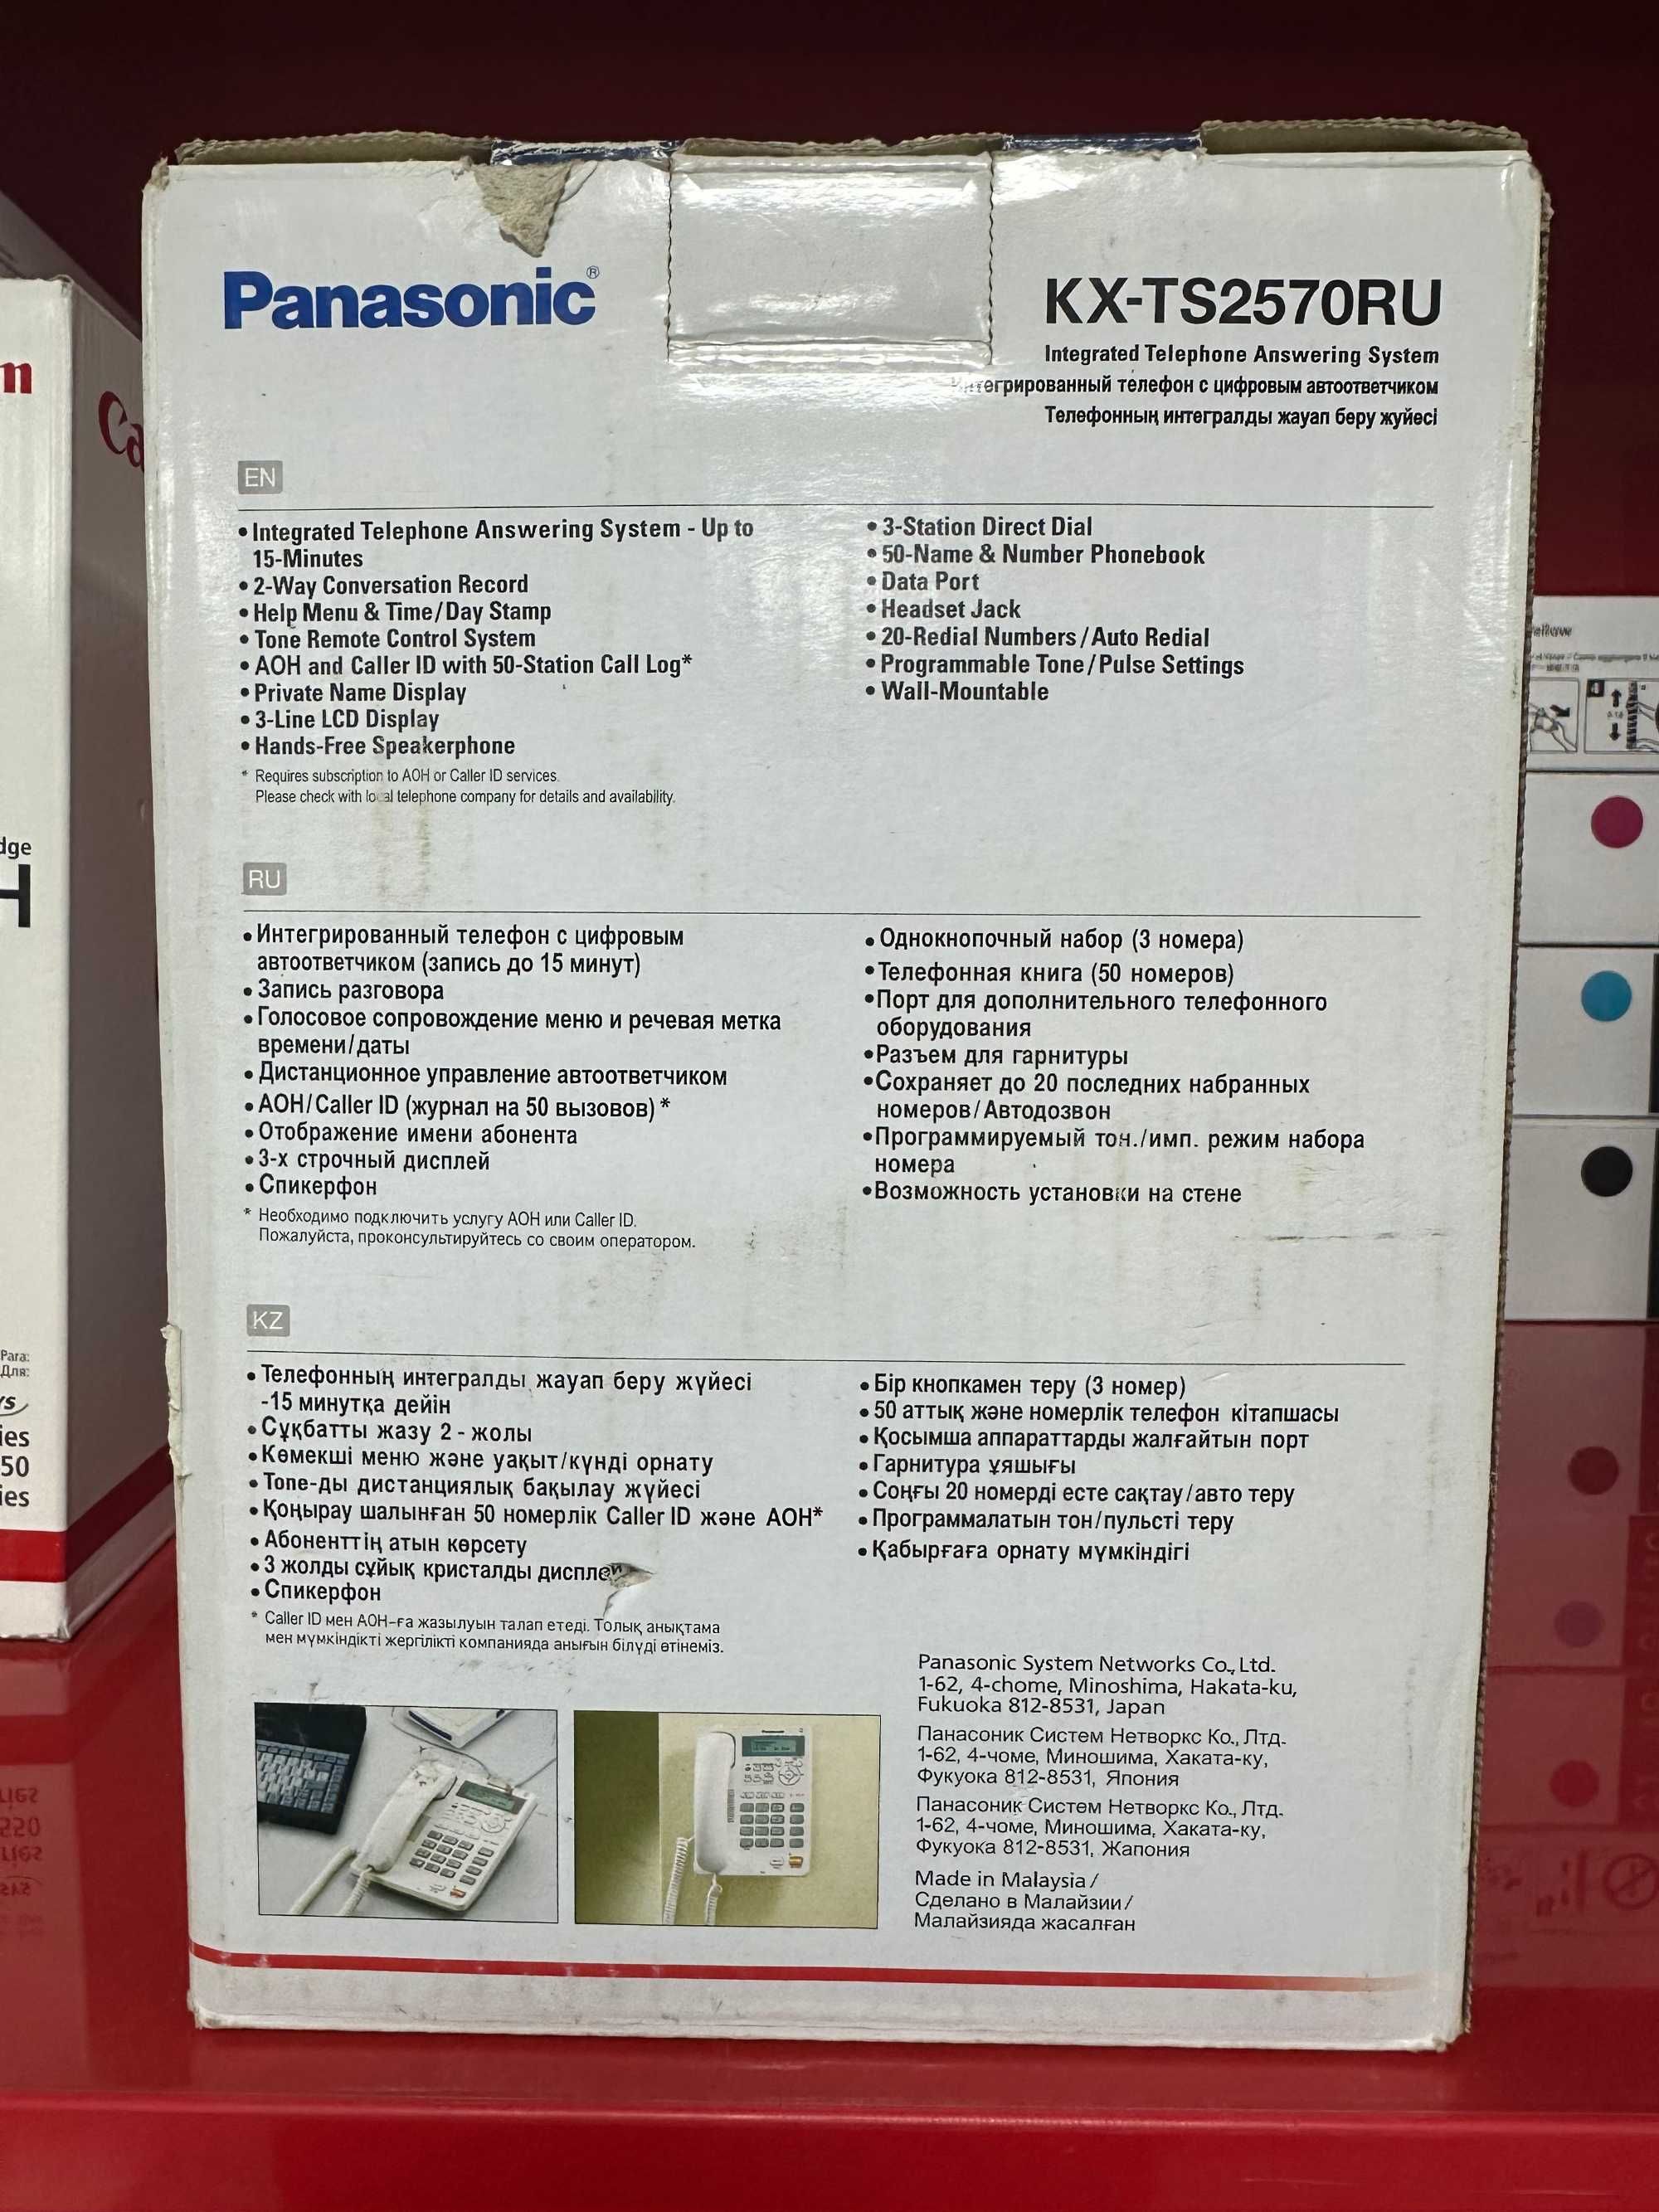 Panasonic®
KX-TS2570RU
Integrated Telephone Answering System
телефон с цифровым автоответчиком
Телефонның интегралды жауап беру жуйесі
EN
• Integrated Telephone Answering System - Up to
15-Minutes
• 2-Way Conversation Record
• Help Menu & Time/Day Stamp
• Tone Remote Control System
• AOH and Caller ID with 50-Station Call Log*
• Private Name Display
• 3-Line LCD Display
• Hands-Free Speakerphone
* Requires subscription to AOH or Caller ID services.
Please check with local telephone company for details and availability.
• 3-Station Direct Dial
• 50-Name & Number Phonebook
• Data Port
• Headset Jack
• 20-Redial Numbers/Auto Redial
• Programmable Tone/Pulse Settings
• Wall-Mountable
RU
• Интегрированный телефон с цифровым
автоответчиком (запись до 15 минут)
• Запись разговора
• Голосовое сопровождение меню и речевая метка
времени/даты
• Дистанционное управление автоответчиком
• АОН/Caller ID (журнал на 50 вызовов) *
• Отображение имени абонента
• 3-х строчный дисплей
• Спикерфон
* Необходимо подключить услугу АОН или Caller ID.
Пожалуйста, проконсультируйтесь со своим оператором.
• Однокнопочный набор (3 номера)
• Телефонная книга (50 номеров)
• Порт для дополнительного телефонного
оборудования
• Разъем для гарнитуры
• Сохраняет до 20 последних набранных
номеров/Автодозвон
• Программируемый тон./имп. режим набора
номера
• Возможность установки на стене
KZ
• Телефонның интегралды жауап беру жүйесі
-15 минутқа дейін
• Сұқбатты жазу 2 - жолы
• Көмекші меню және уақыт/күнді орнату
• Tone-ды дистанциялық бақылау жүйесі
• Қоңырау шалынған 50 номерлік Caller ID және АОН*
• Абоненттің атын көрсету
• 3 жолды сұйық кристалды дисплей
• Спикерфон
* Caller ID мен АОН-ға жазылуын талап етеді. Толық анықтама
мен мүмкіндікті жергілікті компанияда анығын білүді өтінеміз.
• Бір кнопкамен теру (3 номер)
• 50 аттық және номерлік телефон кітапшасы
• Қосымша аппараттарды жалғайтын порт
• Гарнитура ұяшығы
• Соңғы 20 номерді есте сақтау/авто теру
• Программалатын тон/пульсті теру
• Қабырғаға орнату мүмкіндігі
Panasonic System Networks Co., Ltd.
1-62, 4-chome, Minoshima, Hakata-ku,
Fukuoka 812-8531, Japan
Панасоник Систем Нетворкс Ко., Лтд.
1-62, 4-чоме, Миношима, Хаката-ку,
Фукуока 812-8531, Япония
Панасоник Систем Нетворкс Ко., Лтд.
1-62, 4-чоме, Миношима, Хаката-ку,
Фукуока 812-8531, Жапония
Made in Malaysia/
Сделано в Малайзии/
Малайзияда жасалған
Ca
H
Para:
Для:
50